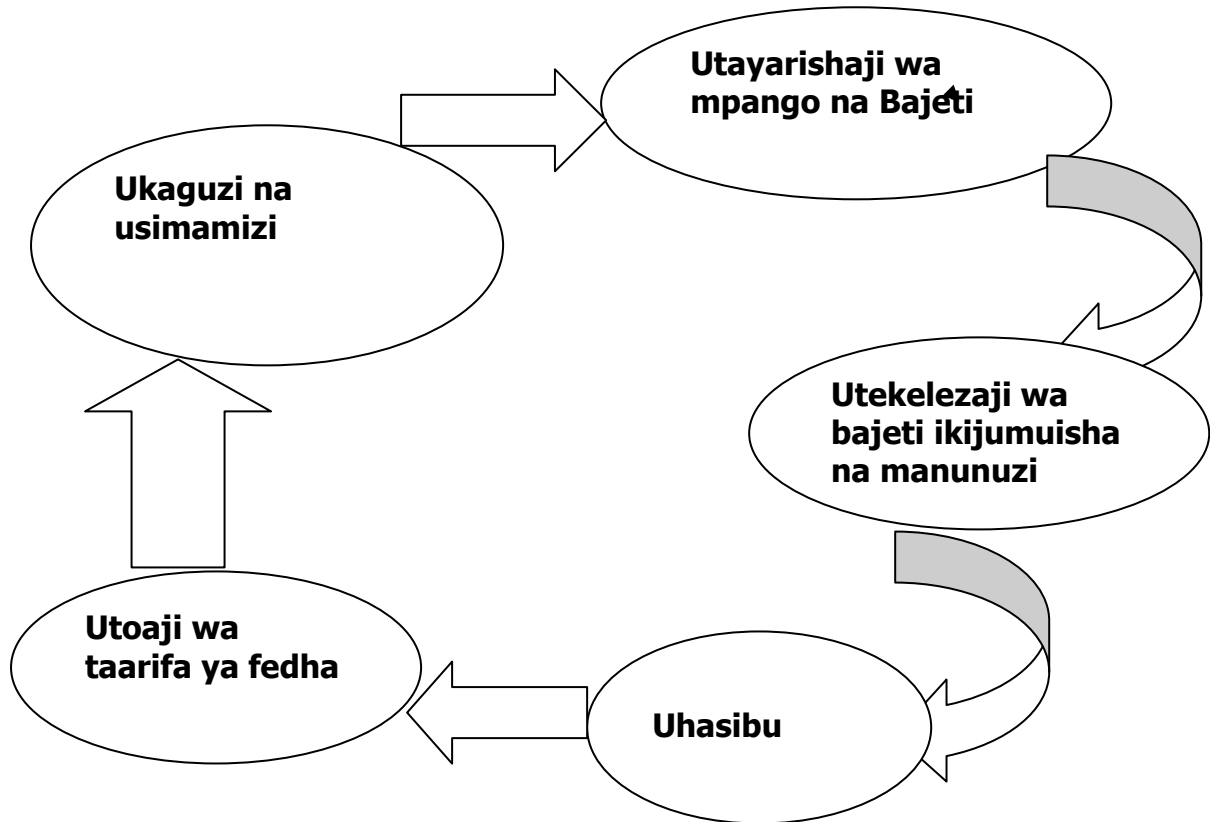 Utayarishaji wa
mpango na Bajeti
Ukaguzi na
usimamizi
Utekelezaji wa
bajeti ikijumuisha
na manunuzi
Utoaji wa
taarifa ya fedha
Uhasibu